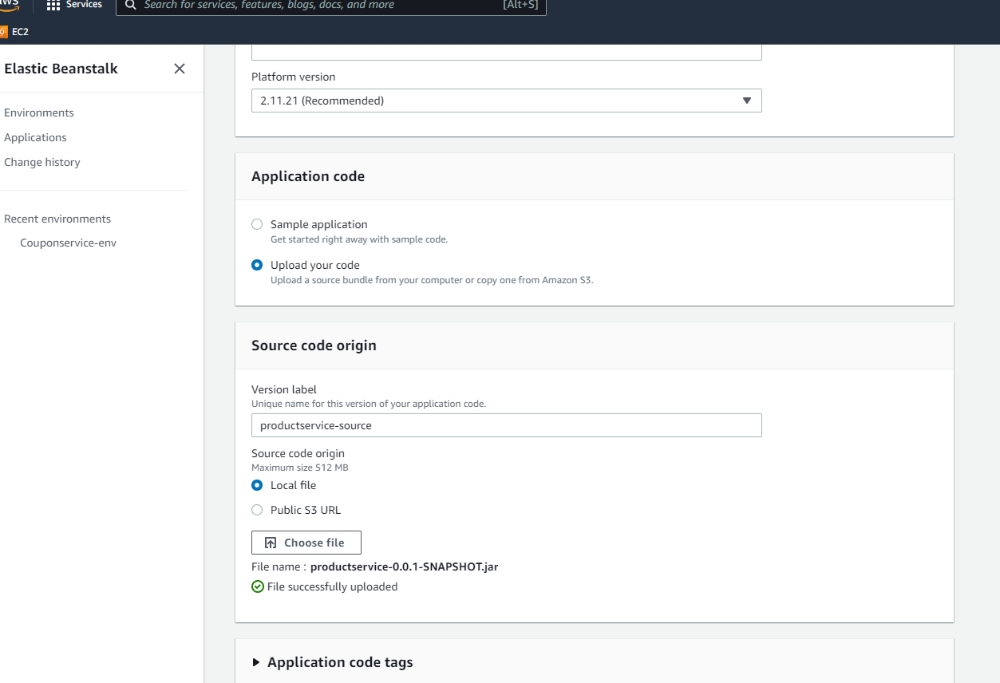 aws
Services
Search for services, features, blogs, docs, and more
[Alt+S]
EC2
Elastic Beanstalk
Environments
Applications
Change history
Recent environments
Couponservice-env
Platform version
2.11.21 (Recommended)
Application code
Sample application
Get started right away with sample code.
Upload your code
Upload a source bundle from your computer or copy one from Amazon S3.
Source code origin
Version label
Unique name for this version of your application code.
productservice-source
Source code origin
Maximum size 512 MB
Local file
Public S3 URL
Choose file
File name : productservice-0.0.1-SNAPSHOT.jar
File successfully uploaded
Application code tags